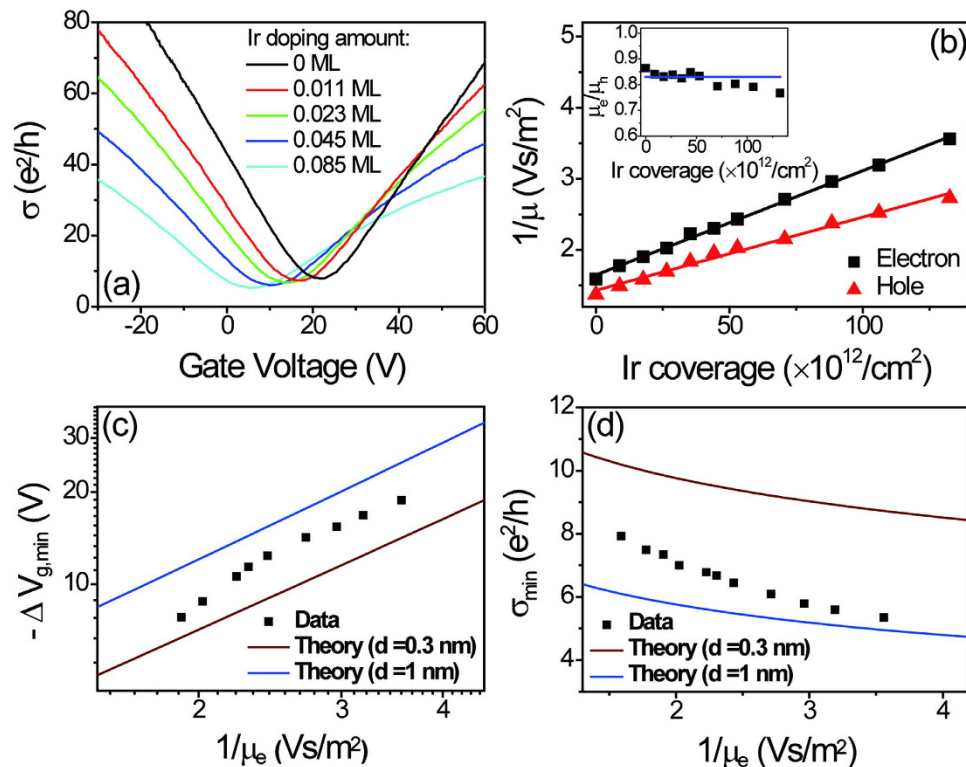 (a)
σ (e²/h)
80
60
40
20
0
Ir doping amount:
0 ML
0.011 ML
0.023 ML
0.045 ML
0.085 ML
-20 0 20 40 60
Gate Voltage (V)
(b)
1/μ (Vs/m²)
5
4
3
2
μe/μh
1.0
0.9
0.8
0.7
0.6
0 50 100
Ir coverage (×10¹²/cm²)
Electron
Hole
0 50 100
Ir coverage (×10¹²/cm²)
(c)
- Δ Vg,min (V)
30
20
10
Data
Theory (d =0.3 nm)
Theory (d =1 nm)
2 3 4
1/μe (Vs/m²)
(d)
σmin (e²/h)
12
10
8
6
4
Data
Theory (d =0.3 nm)
Theory (d =1 nm)
2 3 4
1/μe (Vs/m²)